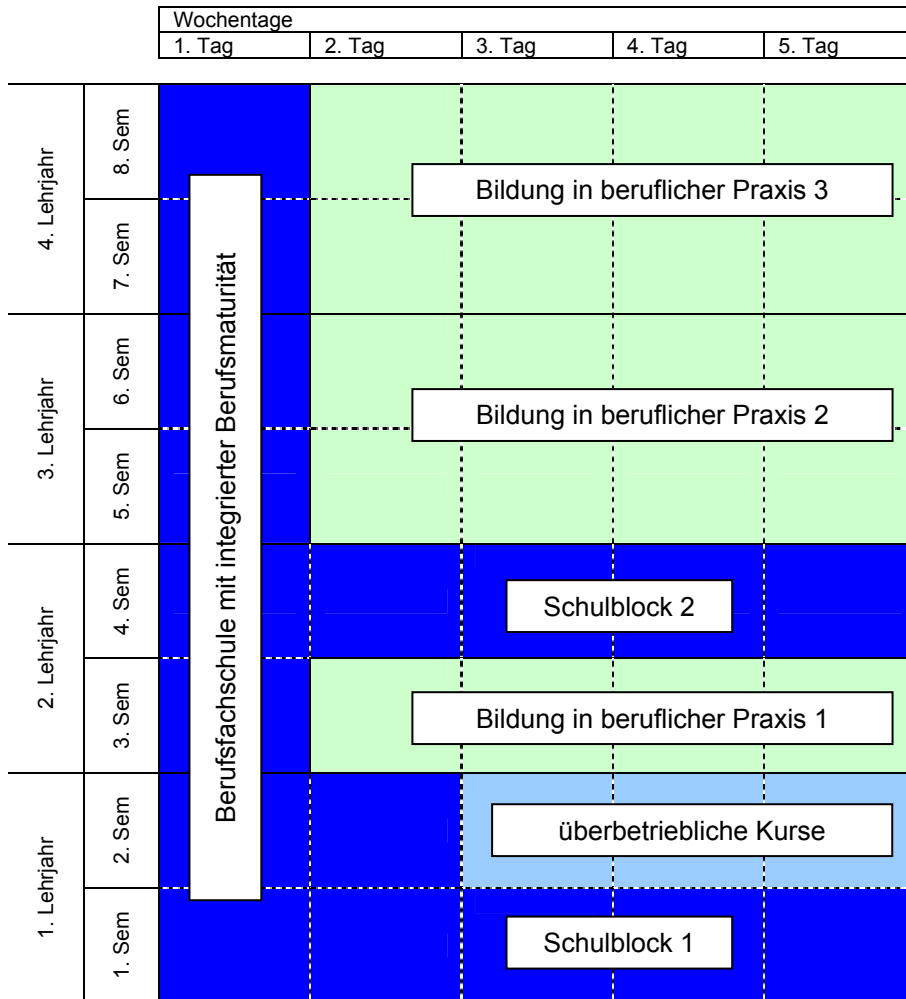 Wochentage
1. Tag
2. Tag
3. Tag
4. Tag
5. Tag
4. Lehrjahr
8. Sem
7. Sem
Bildung in beruflicher Praxis 3
Berufsfachschule mit integrierter Berufsmaturität
3. Lehrjahr
6. Sem
5. Sem
Bildung in beruflicher Praxis 2
2. Lehrjahr
4. Sem
Schulblock 2
3. Sem
Bildung in beruflicher Praxis 1
1. Lehrjahr
2. Sem
überbetriebliche Kurse
1. Sem
Schulblock 1